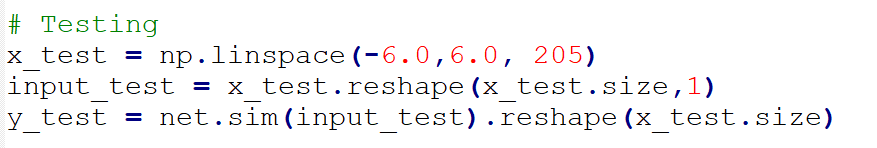 # Testing
x_test = np.linspace(-6.0,6.0, 205)
input_test = x_test.reshape(x_test.size,1)
y_test = net.sim(input_test).reshape(x_test.size)